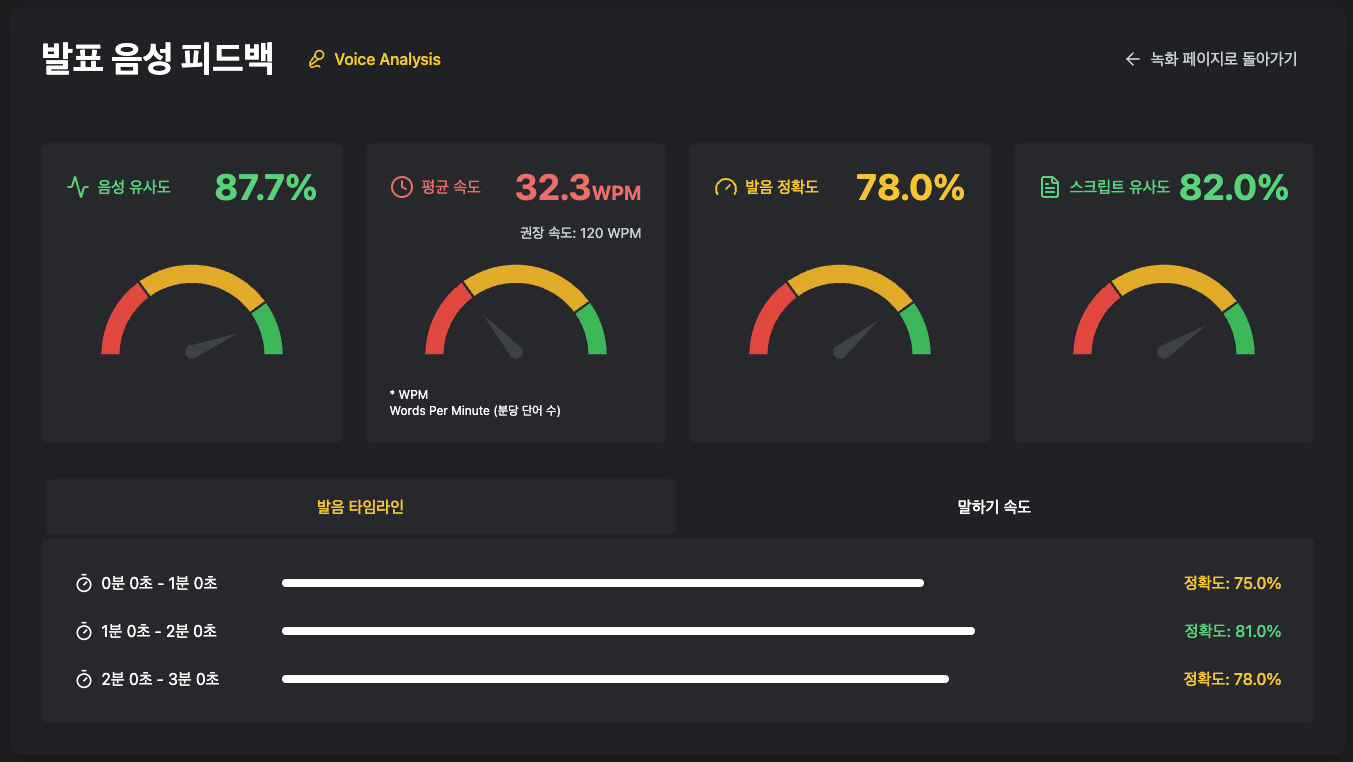 발표 음성 피드백
Voice Analysis
녹화 페이지로 돌아가기
음성 유사도 87.7%
평균 속도 32.3WPM
권장 속도: 120 WPM
* WPM
Words Per Minute (분당 단어 수)
발음 정확도 78.0%
스크립트 유사도 82.0%
발음 타임라인
말하기 속도
0분 0초 - 1분 0초 정확도: 75.0%
1분 0초 - 2분 0초 정확도: 81.0%
2분 0초 - 3분 0초 정확도: 78.0%